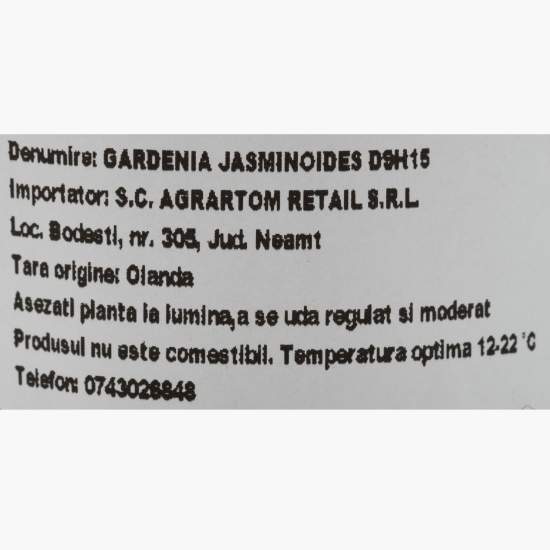 Denumire: GARDENIA JASMINOIDES D9H15
Importator: S.C. AGRARTOM RETAIL S.R.L
Loc. Bodesti, nr. 305, Jud. Neamt
Tara origine: Olanda
Asezati planta la lumina,a se uda regulat si moderat
Produsul nu este comestibil. Temperatura optima 12-22 °C
Telefon: 0743026848